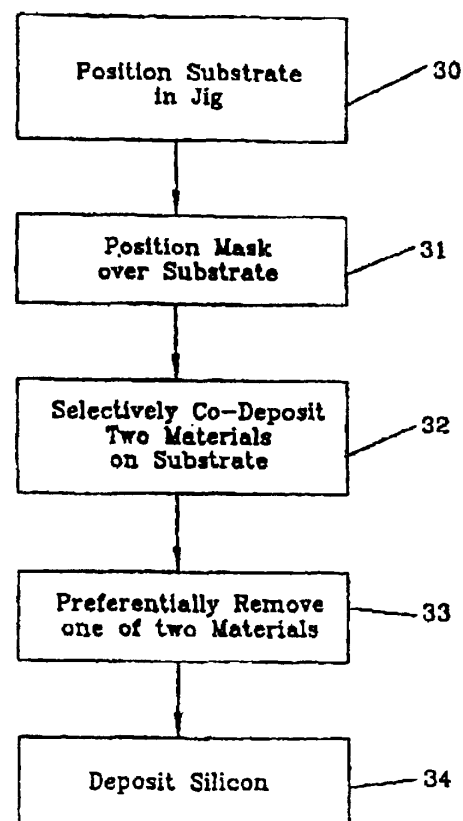 Position Substrate
in Jig
30
Position Mask
over Substrate
31
Selectively Co-Deposit
Two Materials
on Substrate
32
Preferentially Remove
one of two Materials
33
Deposit Silicon
34